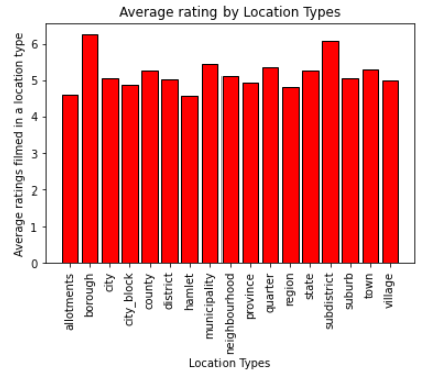 Average rating by Location Types
Average ratings filmed in a location type
6
5
4
3
2
1
0
allotments
borough
city
city_block
county
district
hamlet
municipality
neighbourhood
province
quarter
region
state
subdistrict
suburb
town
village
Location Types